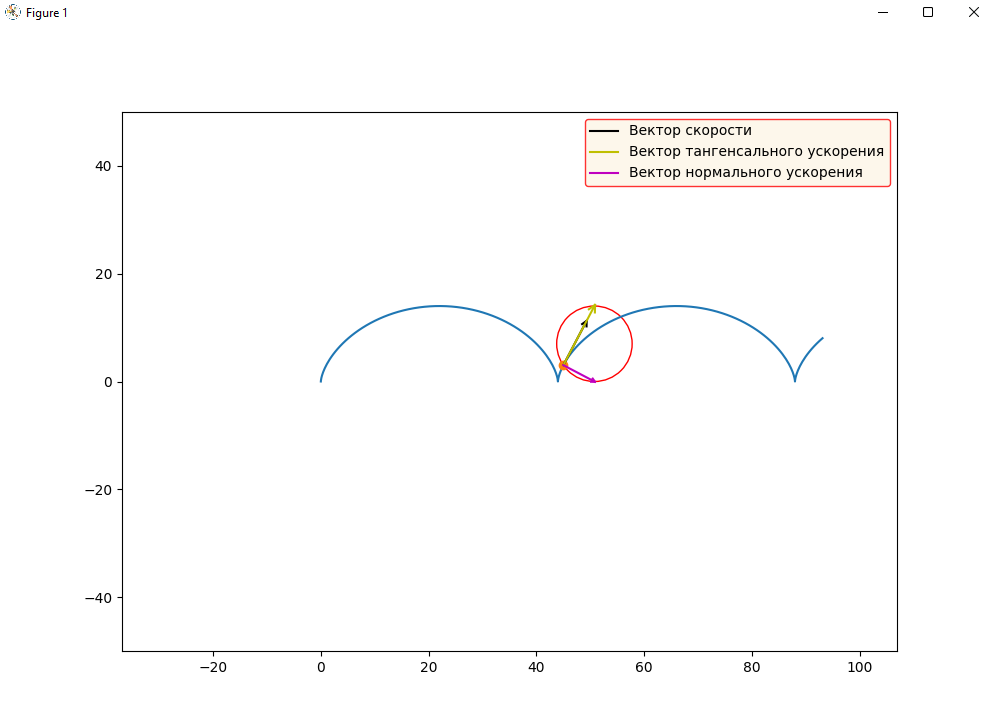 Figure 1
Вектор скорости
Вектор тангенсального ускорения
Вектор нормального ускорения
40
20
0
−20
−40
−20 0 20 40 60 80 100